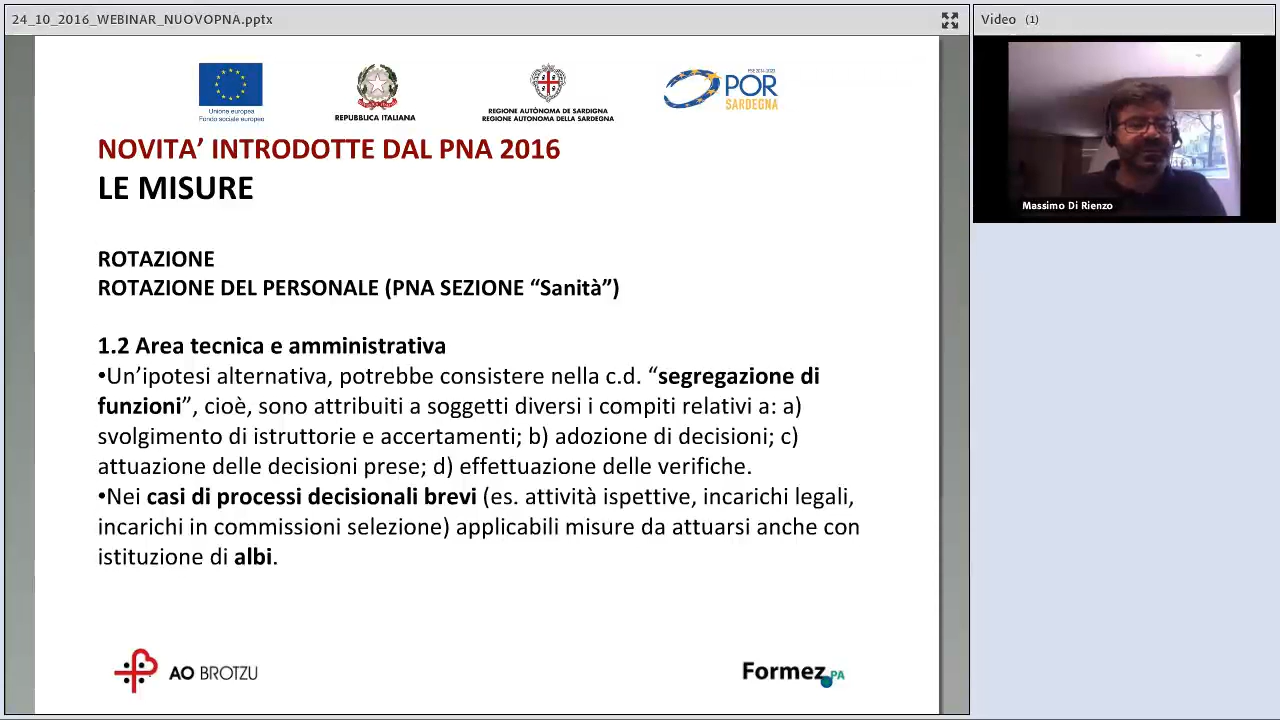 24_10_2016_WEBINAR_NUOVOPNA.pptx
Video (1)
Unione europea
Fondo sociale europeo
REPUBBLICA ITALIANA
REGIONE AUTÒNOMA DE SARDIGNA
REGIONE AUTONOMA DELLA SARDEGNA
POR
SARDEGNA
NOVITA’ INTRODOTTE DAL PNA 2016
LE MISURE
Massimo Di Rienzo
ROTAZIONE
ROTAZIONE DEL PERSONALE (PNA SEZIONE “Sanità”)
1.2 Area tecnica e amministrativa
•Un’ipotesi alternativa, potrebbe consistere nella c.d. “segregazione di
funzioni”, cioè, sono attribuiti a soggetti diversi i compiti relativi a: a)
svolgimento di istruttorie e accertamenti; b) adozione di decisioni; c)
attuazione delle decisioni prese; d) effettuazione delle verifiche.
•Nei casi di processi decisionali brevi (es. attività ispettive, incarichi legali,
incarichi in commissioni selezione) applicabili misure da attuarsi anche con
istituzione di albi.
AO BROTZU
Formez PA